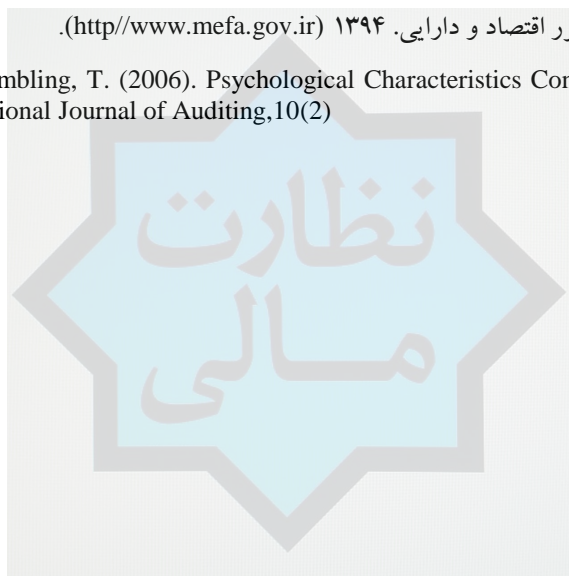 ر اقتصاد و دارایی. ۱۳۹۴ (http//www.mefa.gov.ir).
mbling, T. (2006). Psychological Characteristics Con
ional Journal of Auditing,10(2)
نظارت
مالی